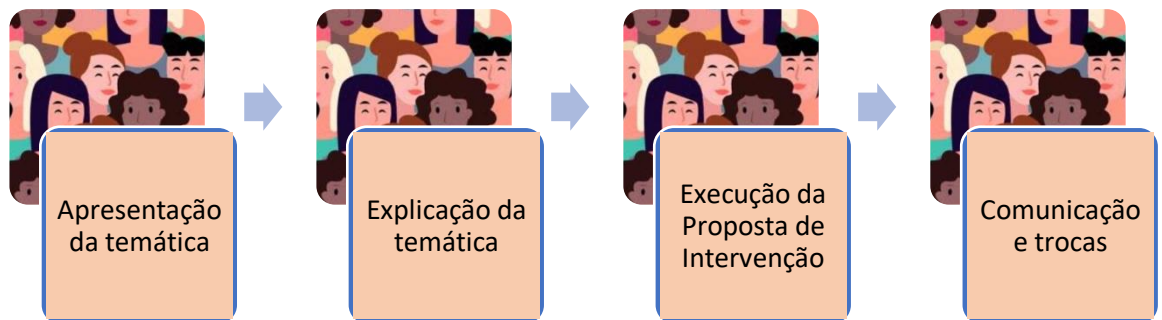 Apresentação
da temática
Explicação da
temática
Execução da
Proposta de
Intervenção
Comunicação
e trocas